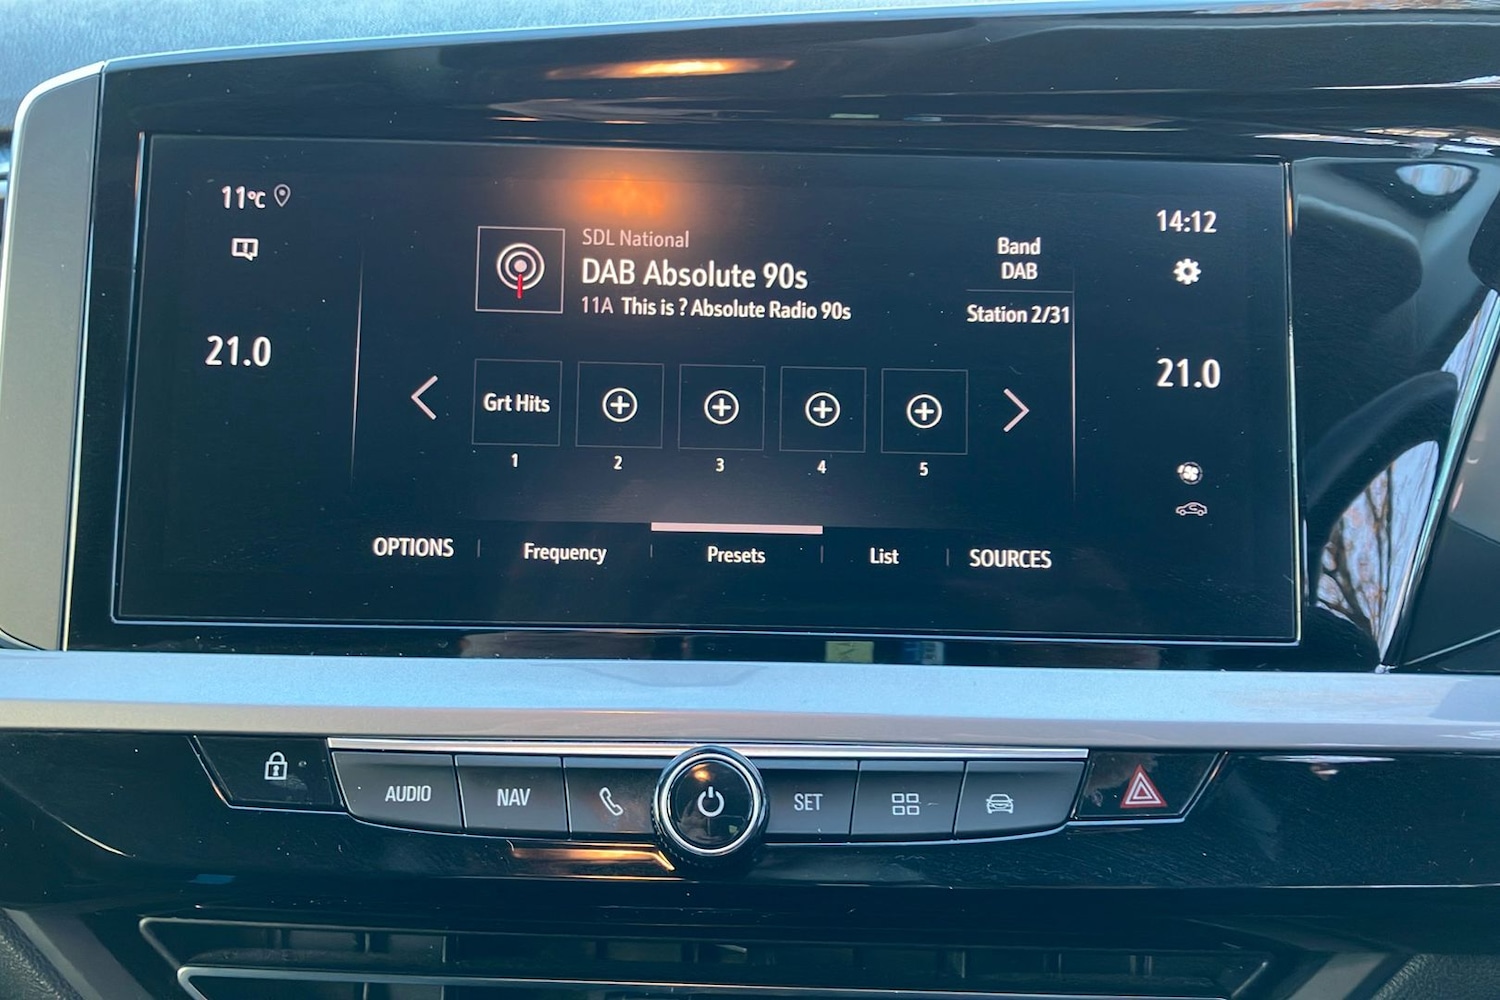 11°C
14:12
SDL National
DAB Absolute 90s
11A This is ? Absolute Radio 90s
Band
DAB
Station 2/31
21.0
21.0
Grt Hits
1
2
3
4
5
OPTIONS
Frequency
Presets
List
SOURCES
AUDIO
NAV
SET